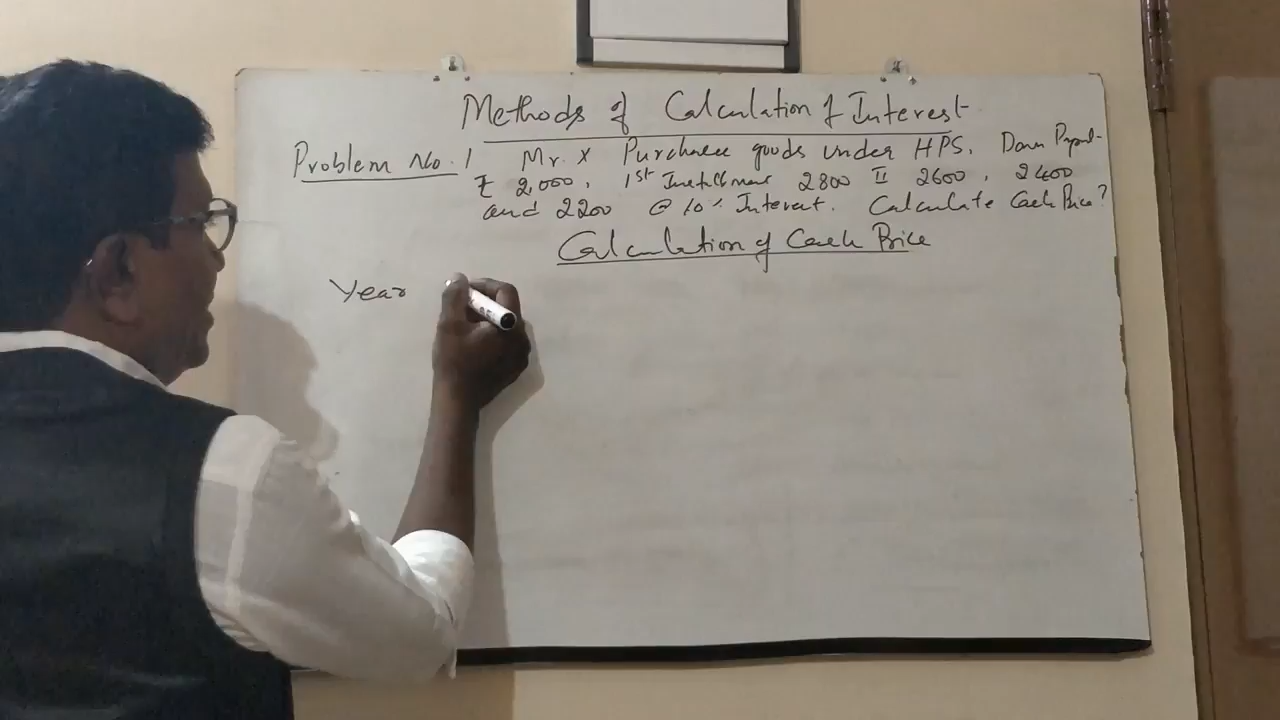 Methods of Calculation of Interest
Problem No. 1 Mr. X Purchase goods under HPS. Down
₹ 2,000, 1st Installment 2800 II 2600, 2400
and 2200 @ 10% Interest. Calculate Cash Price?
Calculation of Cash Price
Year